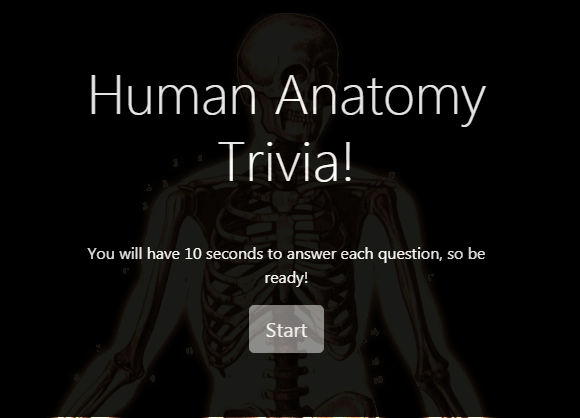 Human Anatomy
Trivia!
You will have 10 seconds to answer each question, so be
ready!
Start